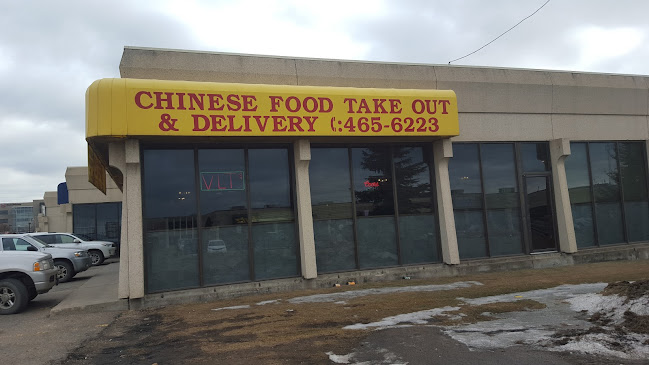 CHINESE FOOD TAKE OUT
& DELIVERY (:465-6223
VLT